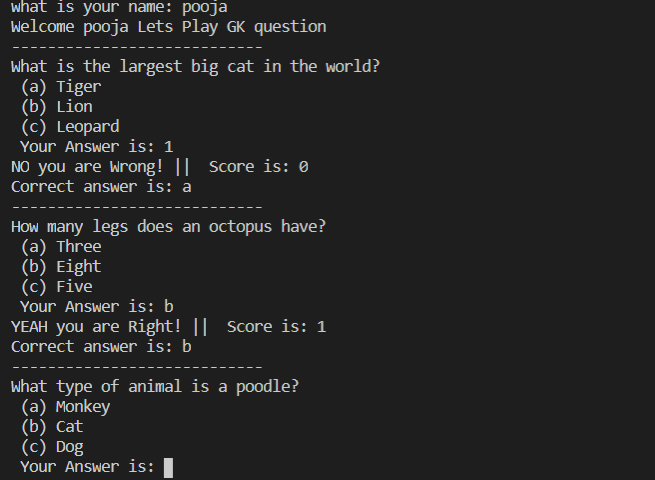 what is your name: pooja
Welcome pooja Lets Play GK question
----------------------------
What is the largest big cat in the world?
(a) Tiger
(b) Lion
(c) Leopard
Your Answer is: 1
NO you are Wrong! ||  Score is: 0
Correct answer is: a
----------------------------
How many legs does an octopus have?
(a) Three
(b) Eight
(c) Five
Your Answer is: b
YEAH you are Right! ||  Score is: 1
Correct answer is: b
----------------------------
What type of animal is a poodle?
(a) Monkey
(b) Cat
(c) Dog
Your Answer is: